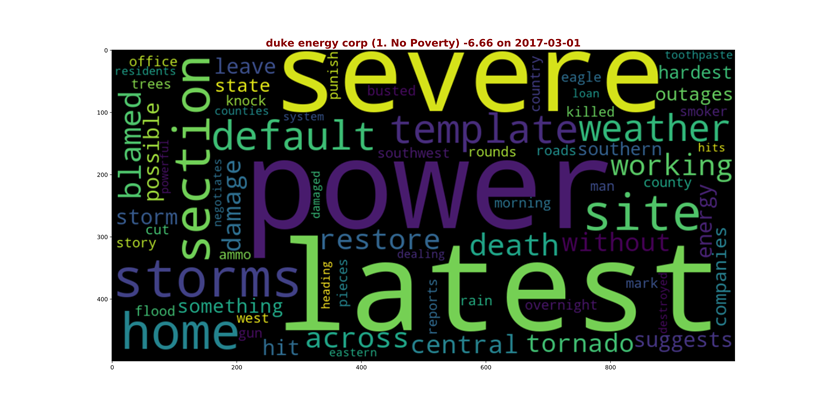 duke energy corp (1. No Poverty) -6.66 on 2017-03-01
0
100
200
300
400
0
200
400
600
800
office
residents
trees
section
leave
state
knock
counties
system
severe
punish
busted
country
eagle
loan
toothpaste
hardest
outages
killed
smoker
blamed
possible
powerful
default
template
weather
southwest
rounds
roads
southern
hits
working
negotiates
damage
damaged
power
man
county
morning
site
energy
storm
cut
story
ammo
restore
dealing
death
without
companies
storms
heading
pieces
latest
rain
overnight
mark
destroyed
reports
flood
something
west
gun
home
hit
across
eastern
central
tornado
suggests